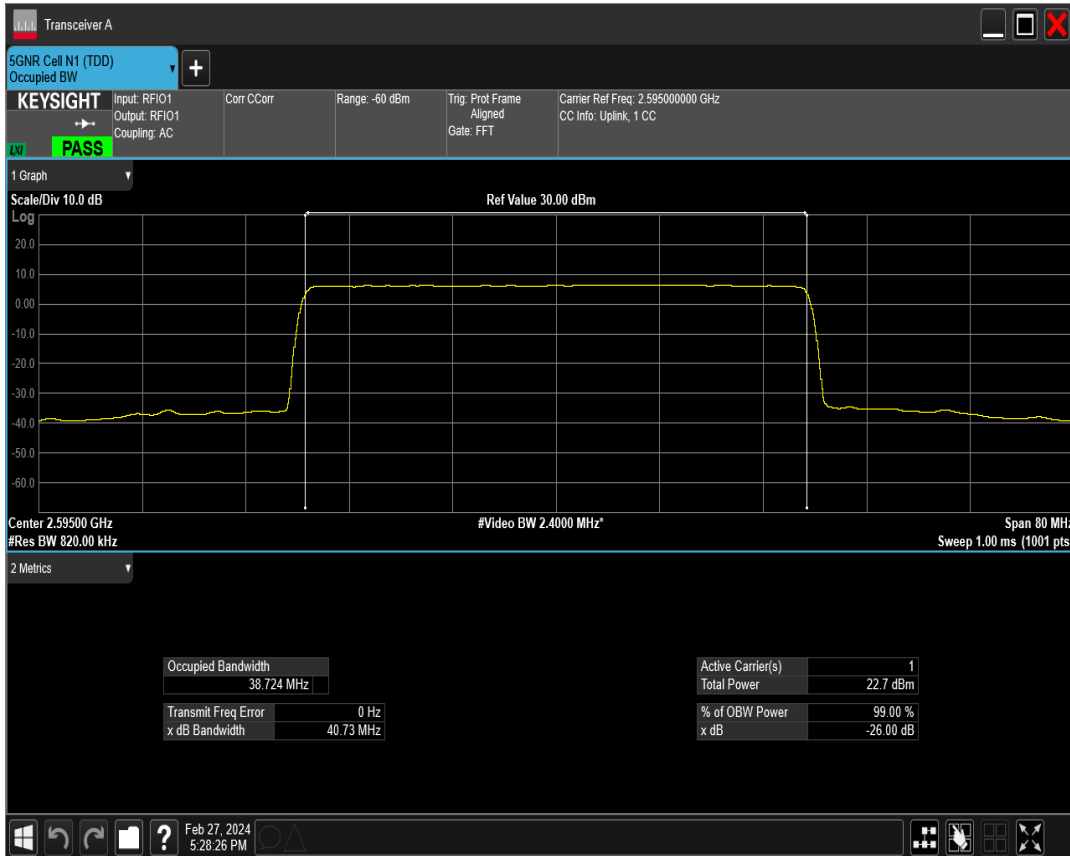 Transceiver A
5GNR Cell N1 (TDD)
Occupied BW
+
KEYSIGHT
LXI
PASS
Input: RFIO1
Output: RFIO1
Coupling: AC
Corr CCorr
Range: -60 dBm
Trig: Prot Frame
Aligned
Gate: FFT
Carrier Ref Freq: 2.595000000 GHz
CC Info: Uplink, 1 CC
1 Graph
Scale/Div 10.0 dB
Ref Value 30.00 dBm
Log
20.0
10.0
0.00
-10.0
-20.0
-30.0
-40.0
-50.0
-60.0
Center 2.59500 GHz
#Video BW 2.4000 MHz*
Span 80 MHz
#Res BW 820.00 kHz
Sweep 1.00 ms (1001 pts
2 Metrics
Occupied Bandwidth
38.724 MHz
Transmit Freq Error 0 Hz
x dB Bandwidth 40.73 MHz
Active Carrier(s) 1
Total Power 22.7 dBm
% of OBW Power 99.00 %
x dB -26.00 dB
?
Feb 27, 2024
5:28:26 PM